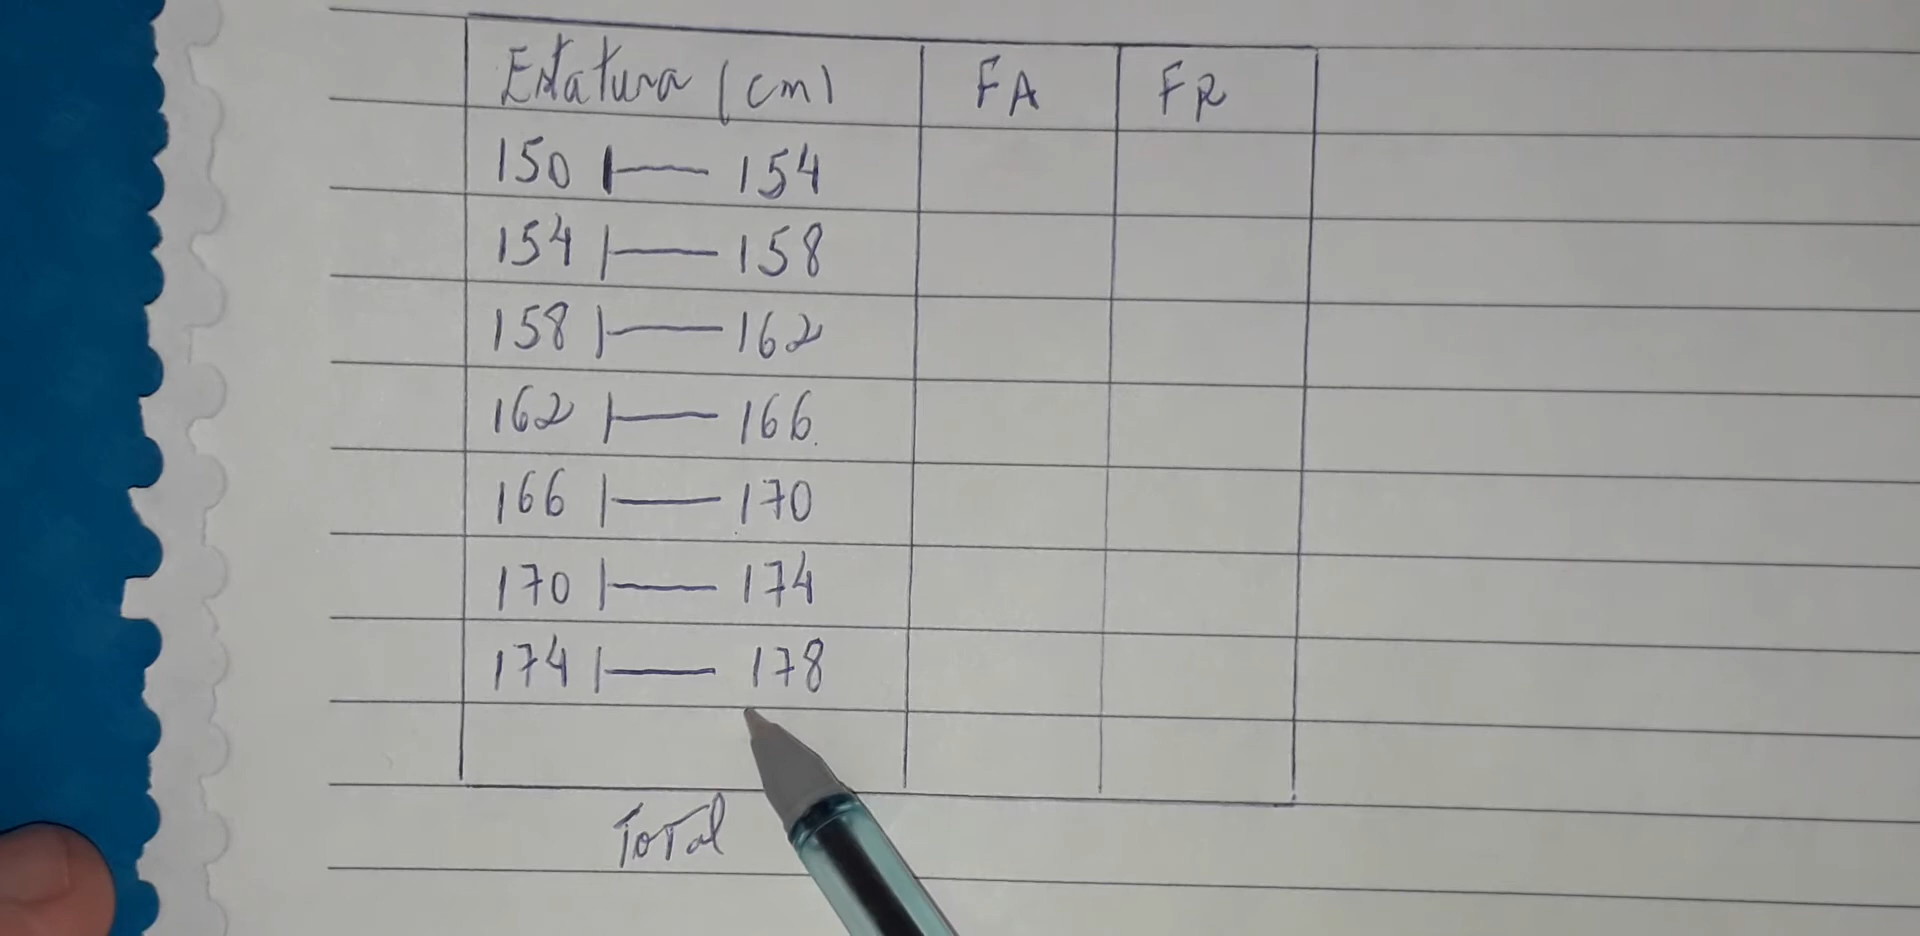 Estatura (cm) FA FR
150 |— 154
154 |— 158
158 |— 162
162 |— 166
166 |— 170
170 |— 174
174 |— 178
Total